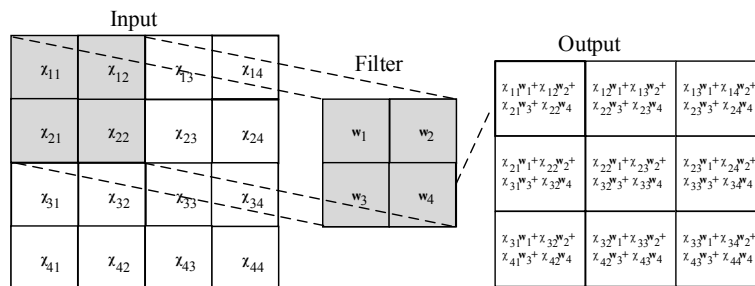 Input
Filter
Output
χ11 χ12 χ13 χ14
χ21 χ22 χ23 χ24
χ31 χ32 χ33 χ34
χ41 χ42 χ43 χ44
w1 w2
w3 w4
χ11w1+χ12w2+ χ12w1+χ13w2+ χ13w1+χ14w2+
χ21w3+ χ22w4 χ22w3+ χ23w4 χ23w3+ χ24w4
χ21w1+χ22w2+ χ22w1+χ23w2+ χ23w1+χ24w2+
χ31w3+ χ32w4 χ32w3+ χ33w4 χ33w3+ χ34w4
χ31w1+χ32w2+ χ32w1+χ33w2+ χ33w1+χ34w2+
χ41w3+ χ42w4 χ42w3+ χ43w4 χ43w3+ χ44w4